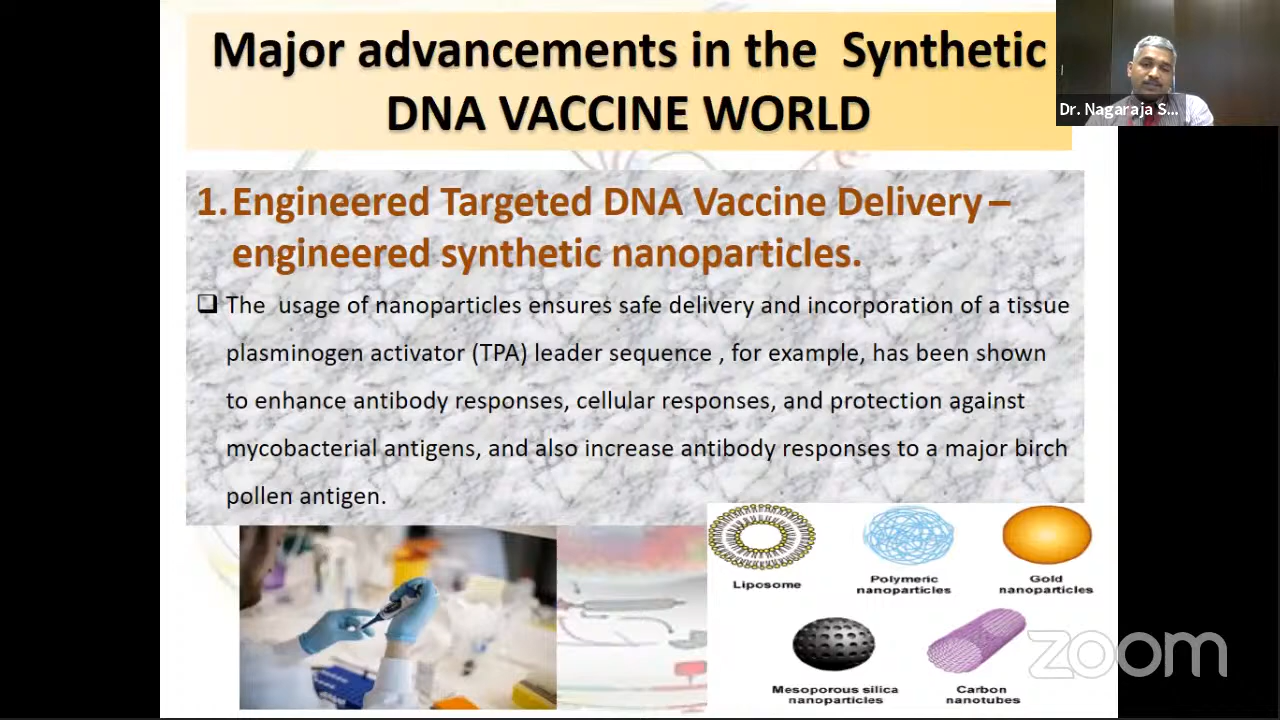 Major advancements in the Synthetic
DNA VACCINE WORLD
Dr. Nagaraja S...
1. Engineered Targeted DNA Vaccine Delivery –
engineered synthetic nanoparticles.
The usage of nanoparticles ensures safe delivery and incorporation of a tissue
plasminogen activator (TPA) leader sequence , for example, has been shown
to enhance antibody responses, cellular responses, and protection against
mycobacterial antigens, and also increase antibody responses to a major birch
pollen antigen.
Liposome
Polymeric
nanoparticles
Gold
nanoparticles
Mesoporous silica
nanoparticles
Carbon
nanotubes
zoom